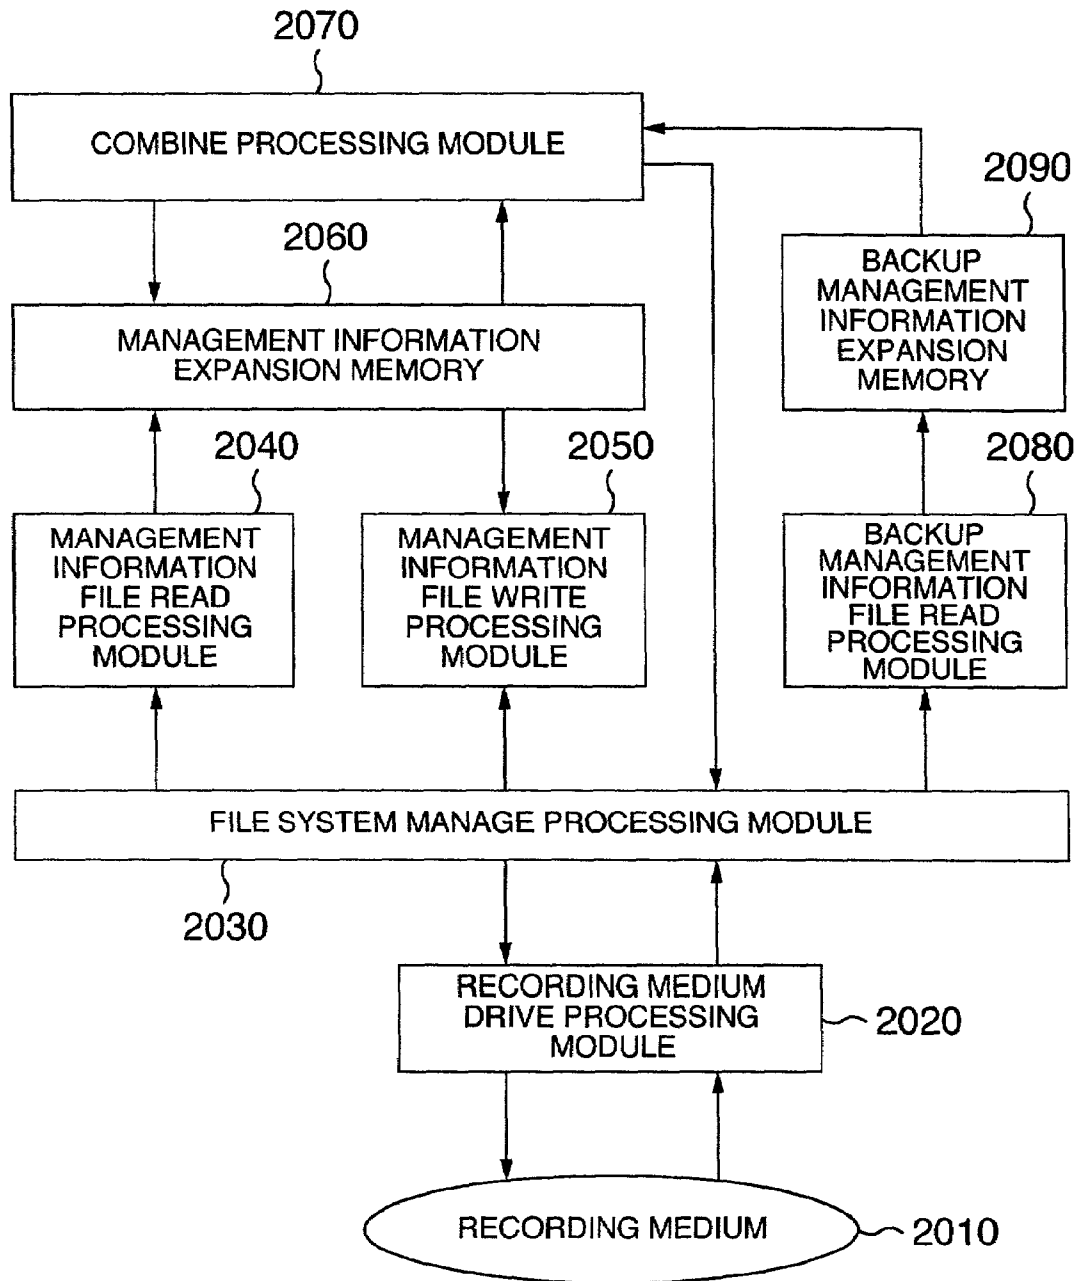 2070
COMBINE PROCESSING MODULE
2090
2060
BACKUP
MANAGEMENT
INFORMATION
EXPANSION
MEMORY
MANAGEMENT INFORMATION
EXPANSION MEMORY
2040
2050
2080
MANAGEMENT
INFORMATION
FILE READ
PROCESSING
MODULE
MANAGEMENT
INFORMATION
FILE WRITE
PROCESSING
MODULE
BACKUP
MANAGEMENT
INFORMATION
FILE READ
PROCESSING
MODULE
FILE SYSTEM MANAGE PROCESSING MODULE
2030
RECORDING MEDIUM
DRIVE PROCESSING
MODULE
2020
RECORDING MEDIUM
2010